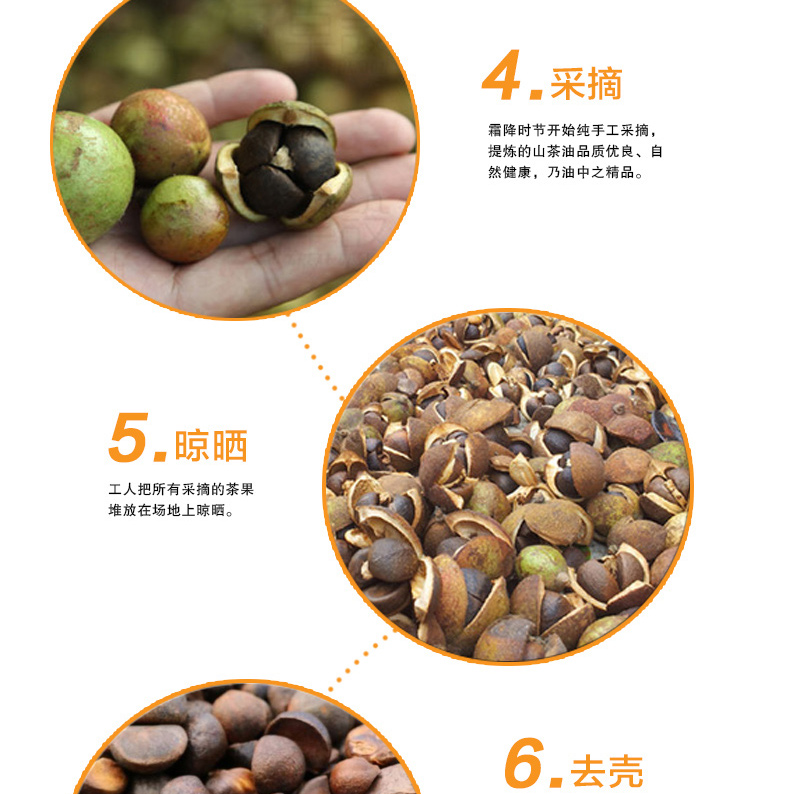 4.采摘
霜降时节开始纯手工采摘，
提炼的山茶油品质优良、自
然健康，乃油中之精品。
5.晾晒
工人把所有采摘的茶果
堆放在场地上晾晒。
6.去壳